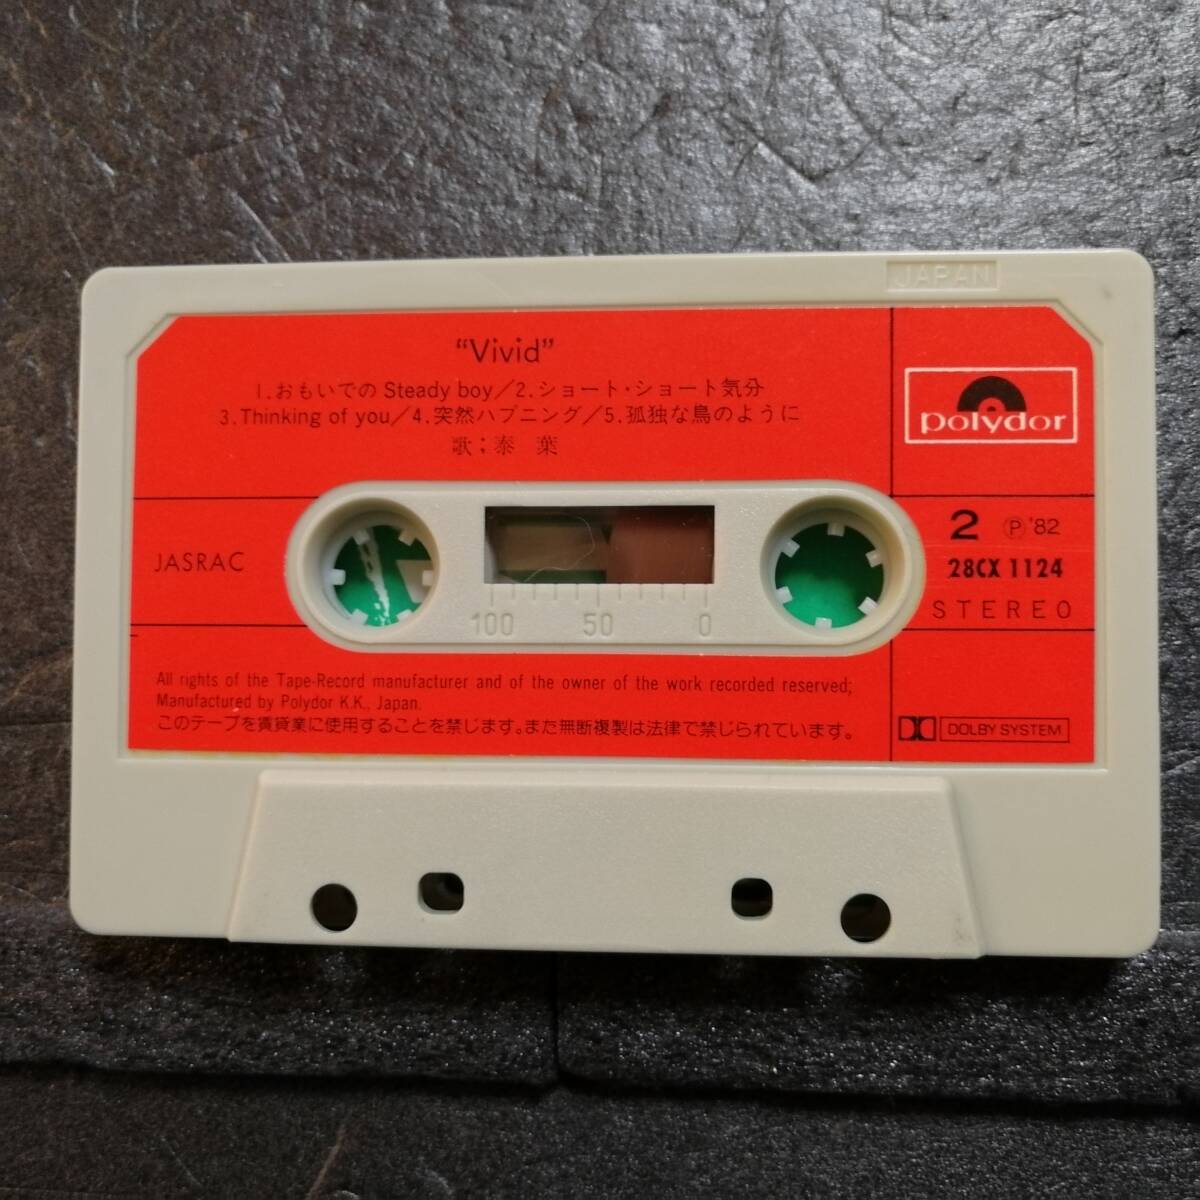 JAPAN
“Vivid”
1.おもいでのSteady boy/2.ショート・ショート気分
3.Thinking of you/4.突然ハプニング/5.孤独な鳥のように
歌;泰 葉
polydor
JASRAC
2 Ⓟ'82
28CX 1124
STEREO
100 50 0
All rights of the Tape-Record manufacturer and of the owner of the work recorded reserved;
Manufactured by Polydor K.K., Japan.
このテープを賃貸業に使用することを禁じます。また無断複製は法律で禁じられています。
DOLBY SYSTEM